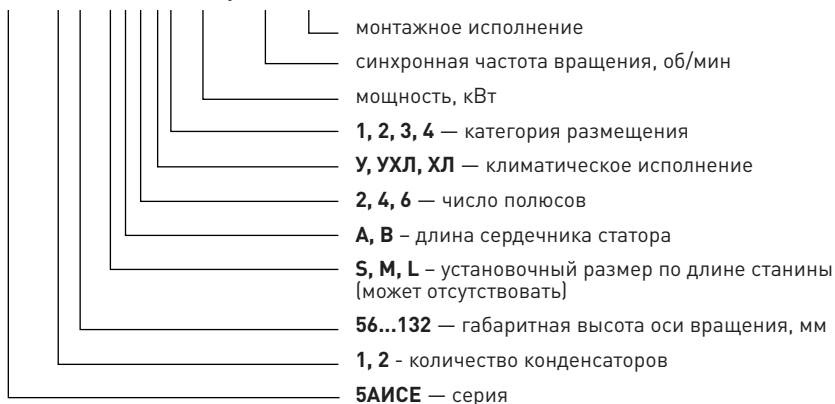 монтажное исполнение
синхронная частота вращения, об/мин
мощность, кВт
1, 2, 3, 4 — категория размещения
У, УХЛ, ХЛ — климатическое исполнение
2, 4, 6 — число полюсов
А, В – длина сердечника статора
S, M, L – установочный размер по длине станины
(может отсутствовать)
56...132 — габаритная высота оси вращения, мм
1, 2 - количество конденсаторов
5АИСЕ — серия